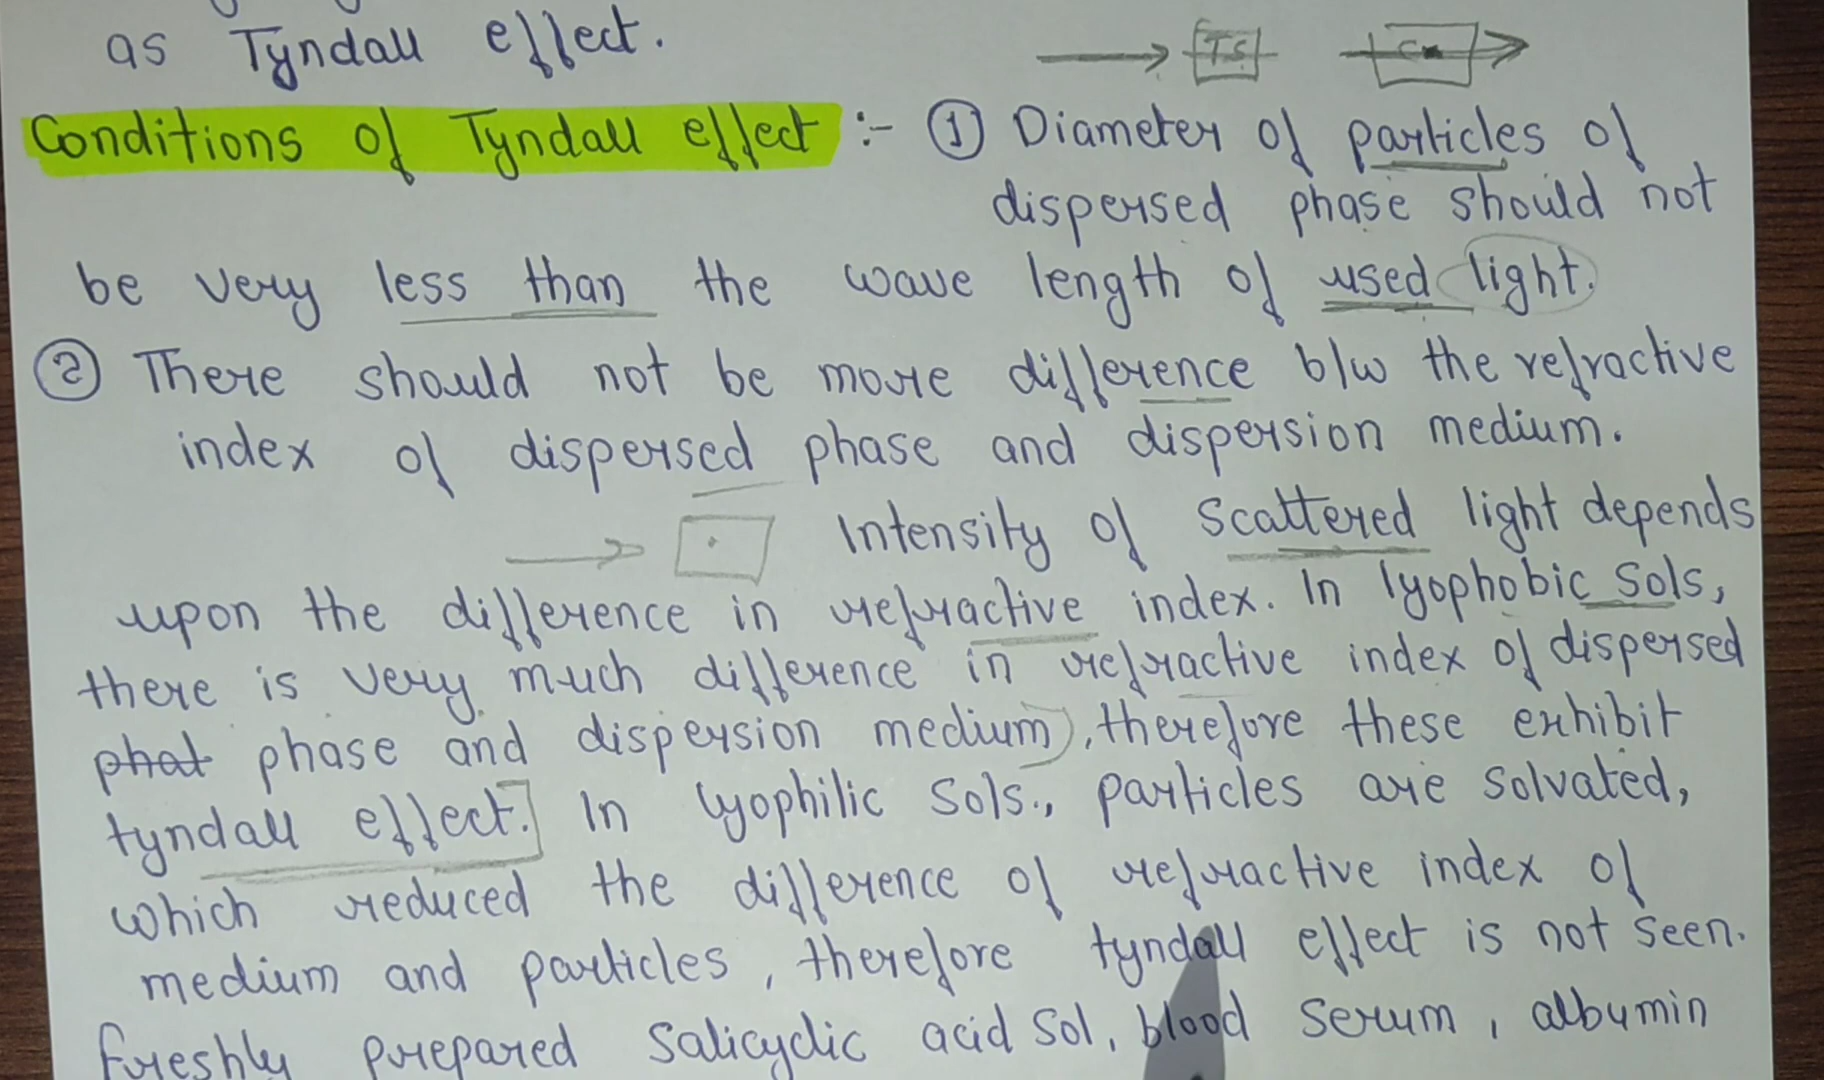 as Tyndall effect.
TS
Conditions of Tyndall effect :- ① Diameter of particles of
dispersed phase should not
be very less than the wave length of used light.
② There should not be more difference b/w the refractive
index of dispersed phase and dispersion medium.
Intensity of scattered light depends
upon the difference in refractive index. In lyophobic sols,
there is very much difference in refractive index of dispersed
phat phase and dispersion medium, therefore these exhibit
tyndall effect. In lyophilic sols., particles are solvated,
which reduced the difference of refractive index of
medium and particles, therefore tyndall effect is not seen.
freshly prepared salicyclic acid sol, blood serum, albumin